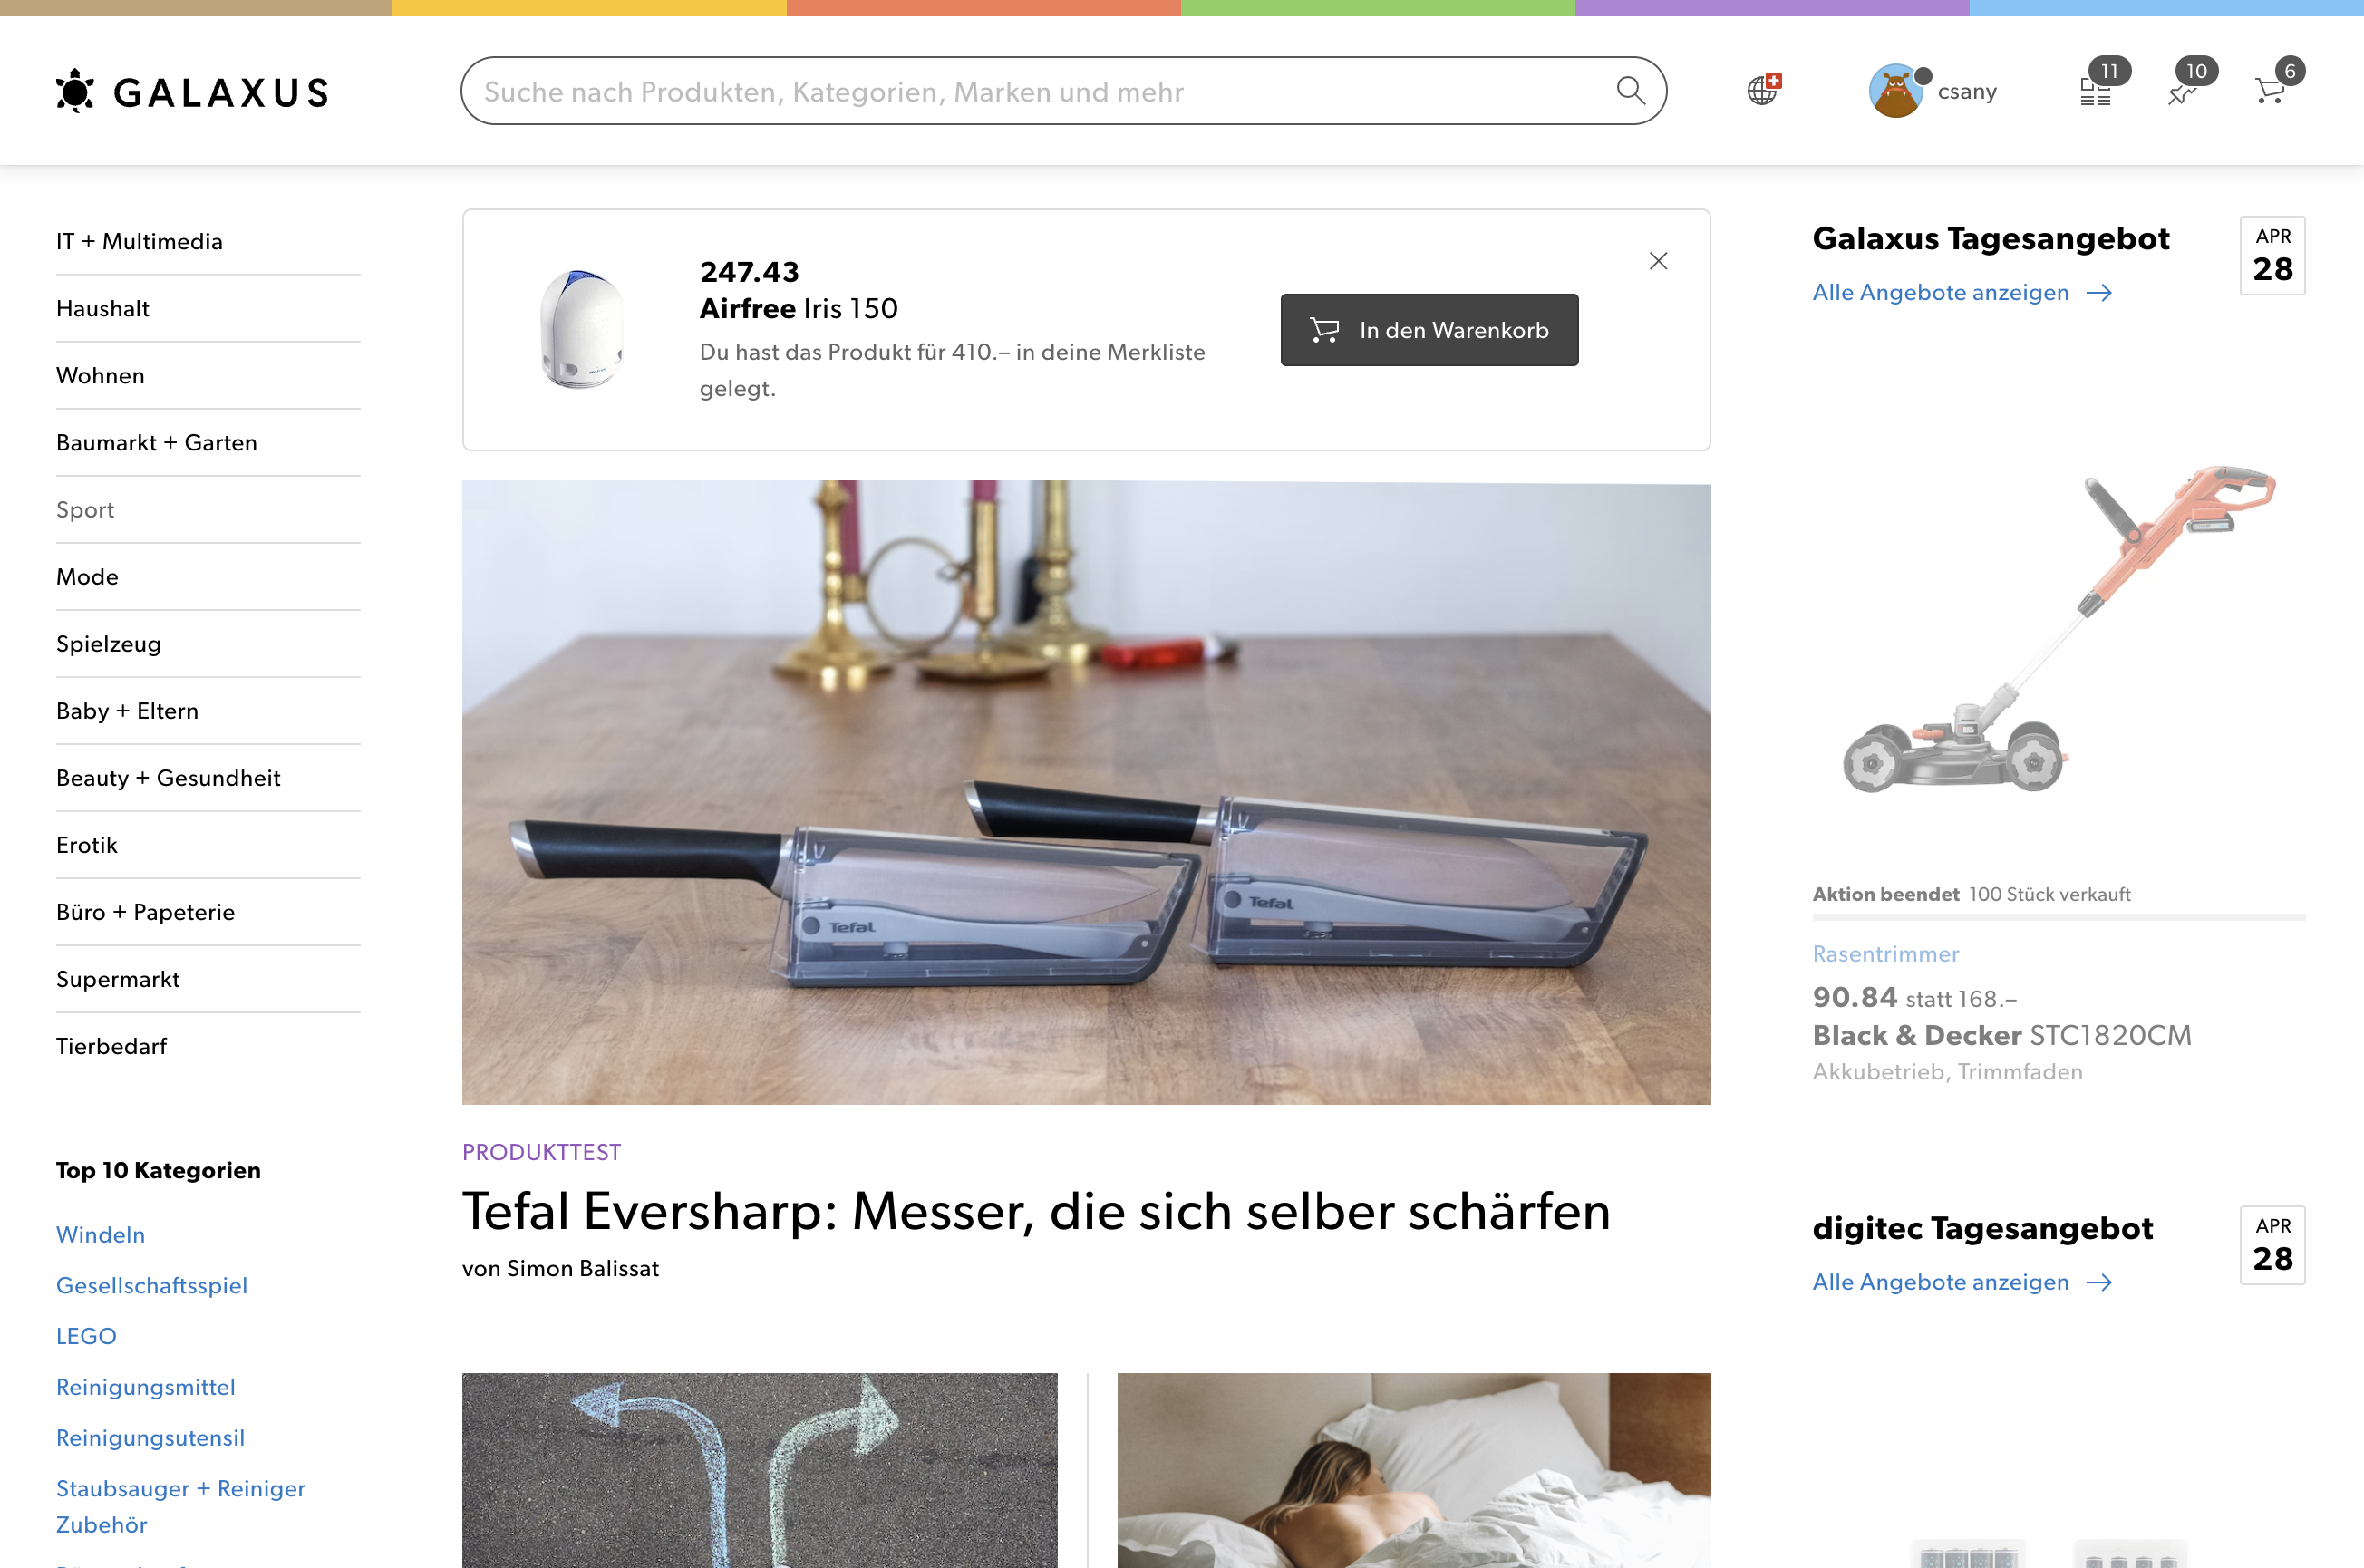 GALAXUS
Suche nach Produkten, Kategorien, Marken und mehr
csany
11
10
6
IT + Multimedia
Haushalt
Wohnen
Baumarkt + Garten
Sport
Mode
Spielzeug
Baby + Eltern
Beauty + Gesundheit
Erotik
Büro + Papeterie
Supermarkt
Tierbedarf
Top 10 Kategorien
Windeln
Gesellschaftsspiel
LEGO
Reinigungsmittel
Reinigungsutensil
Staubsauger + Reiniger
Zubehör
247.43
Airfree Iris 150
Du hast das Produkt für 410.– in deine Merkliste
gelegt.
In den Warenkorb
Tefal
Tefal
PRODUKTTEST
Tefal Eversharp: Messer, die sich selber schärfen
von Simon Balissat
Galaxus Tagesangebot
APR
28
Alle Angebote anzeigen
Aktion beendet 100 Stück verkauft
Rasentrimmer
90.84 statt 168.–
Black & Decker STC1820CM
Akkubetrieb, Trimmfaden
digitec Tagesangebot
APR
28
Alle Angebote anzeigen